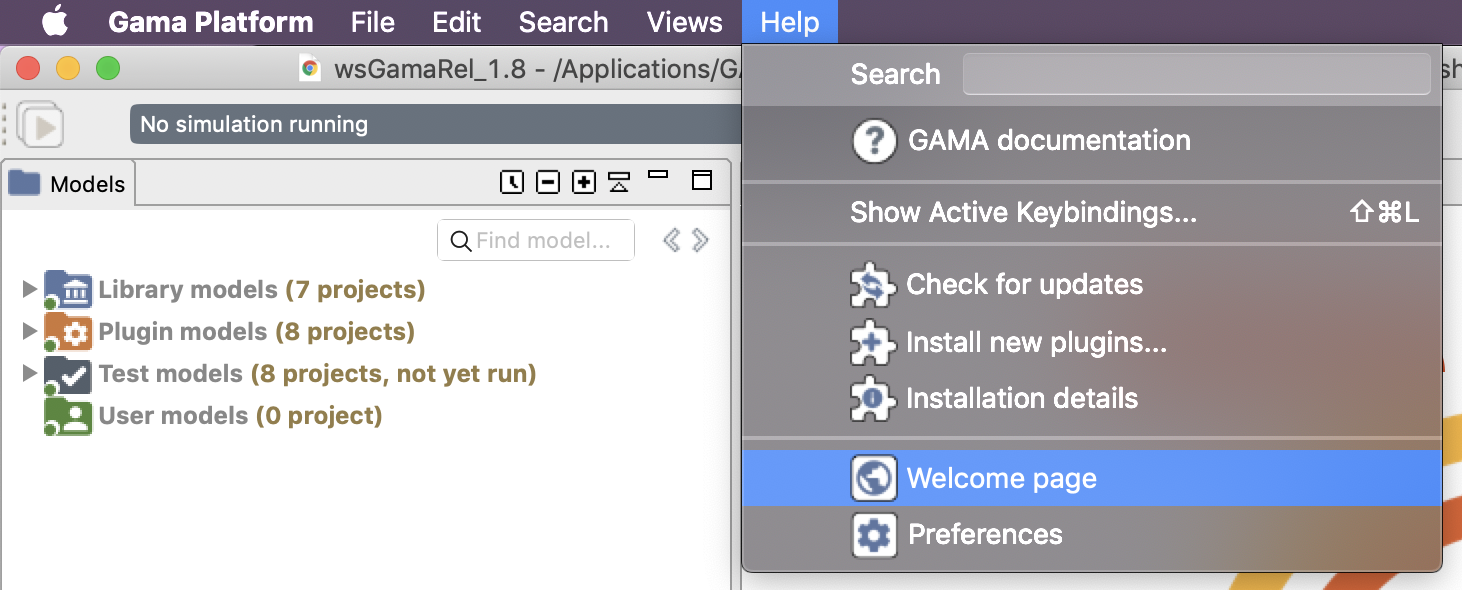 Gama Platform File Edit Search Views Help
wsGamaRel_1.8 - /Applications/GA
No simulation running
Models
Find model...
Library models (7 projects)
Plugin models (8 projects)
Test models (8 projects, not yet run)
User models (0 project)
Search
GAMA documentation
Show Active Keybindings... ⇧⌘L
Check for updates
Install new plugins...
Installation details
Welcome page
Preferences